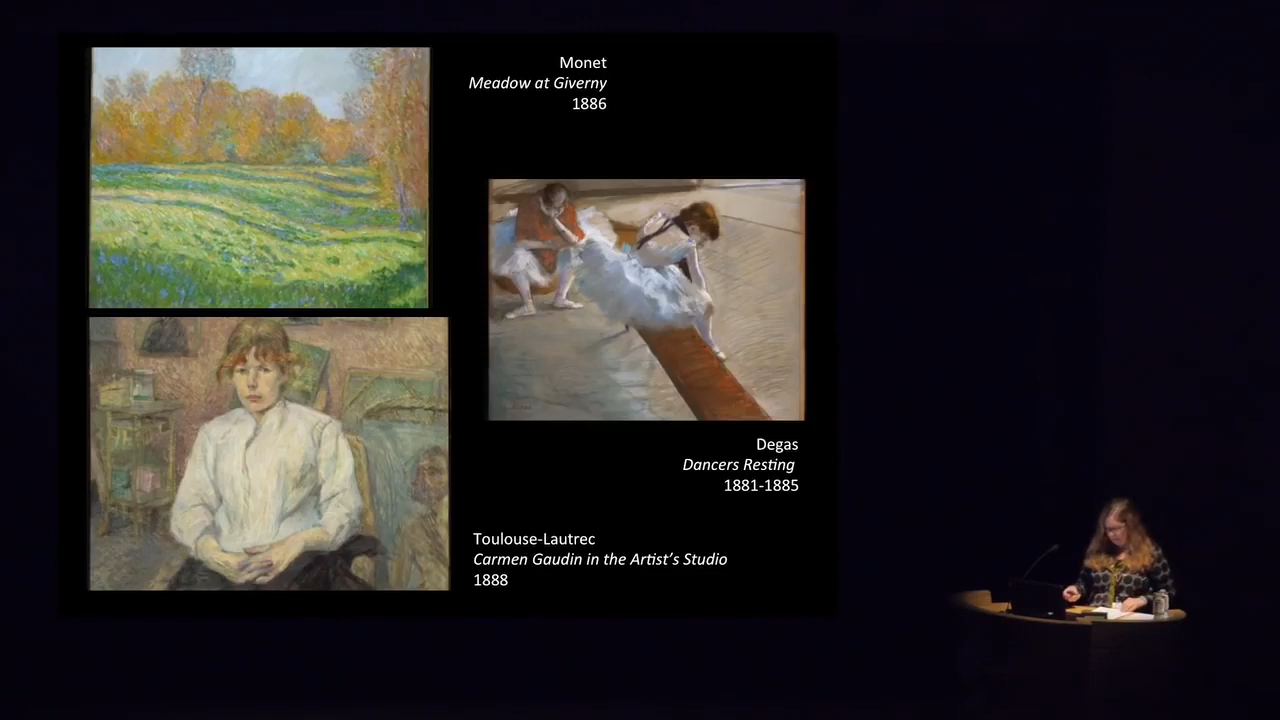 Monet
Meadow at Giverny
1886
Degas
Dancers Resting
1881-1885
Toulouse-Lautrec
Carmen Gaudin in the Artist's Studio
1888